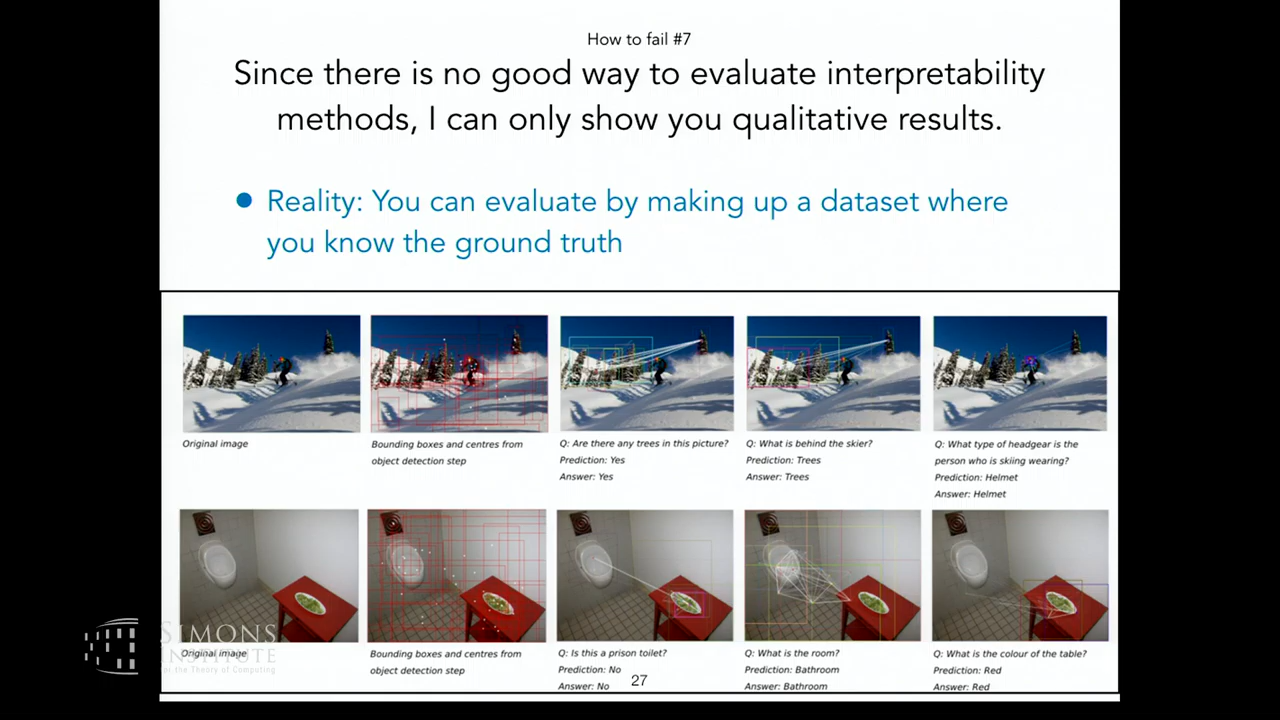 How to fail #7
Since there is no good way to evaluate interpretability
methods, I can only show you qualitative results.
● Reality: You can evaluate by making up a dataset where
you know the ground truth
Original image
Bounding boxes and centres from
object detection step
Q: Are there any trees in this picture?
Prediction: Yes
Answer: Yes
Q: What is behind the skier?
Prediction: Trees
Answer: Trees
Q: What type of headgear is the
person who is skiing wearing?
Prediction: Helmet
Answer: Helmet
Original image
Bounding boxes and centres from
object detection step
Q: Is this a prison toilet?
Prediction: No
Answer: No
Q: What is the room?
Prediction: Bathroom
Answer: Bathroom
Q: What is the colour of the table?
Prediction: Red
Answer: Red
27
SIMONS
INSTITUTE
for the Theory of Computing